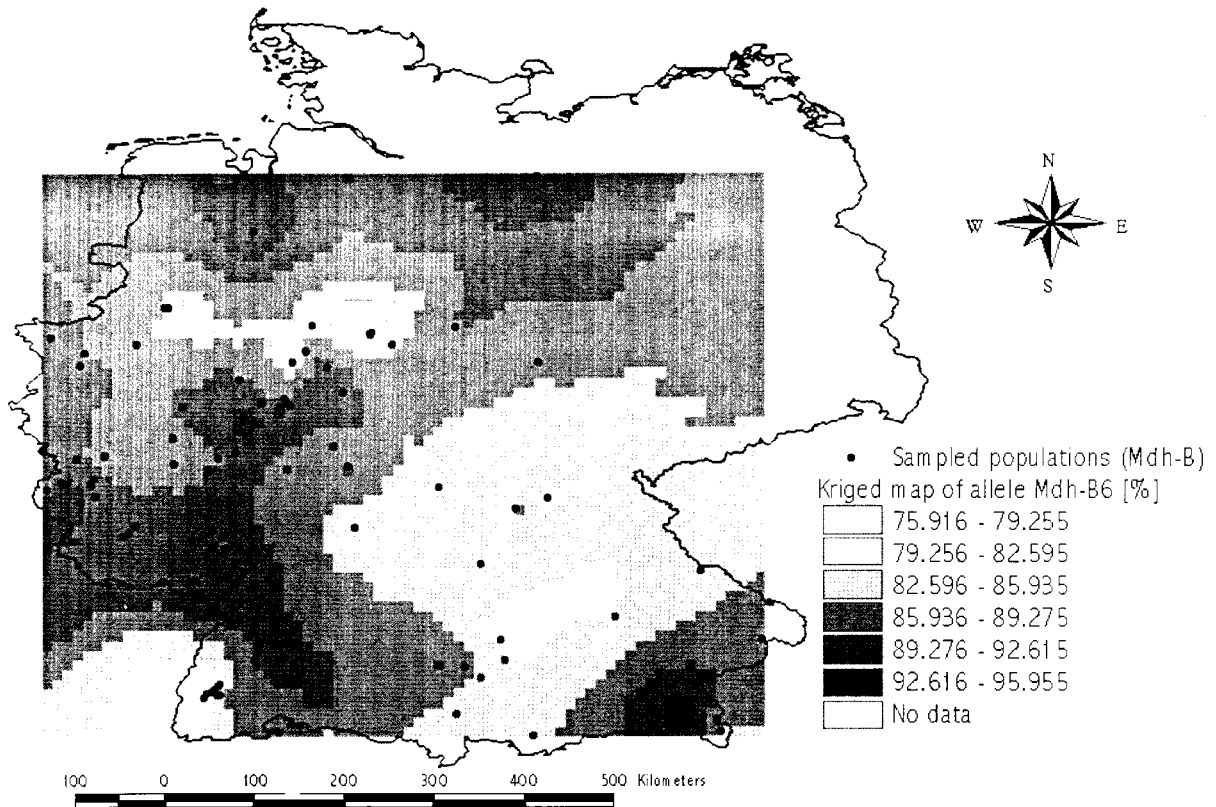 N
W E
S
Sampled populations (Mdh-B)
Kriged map of allele Mdh-B6 [%]
75.916 - 79.255
79.256 - 82.595
82.596 - 85.935
85.936 - 89.275
89.276 - 92.615
92.616 - 95.955
No data
100 0 100 200 300 400 500 Kilometers